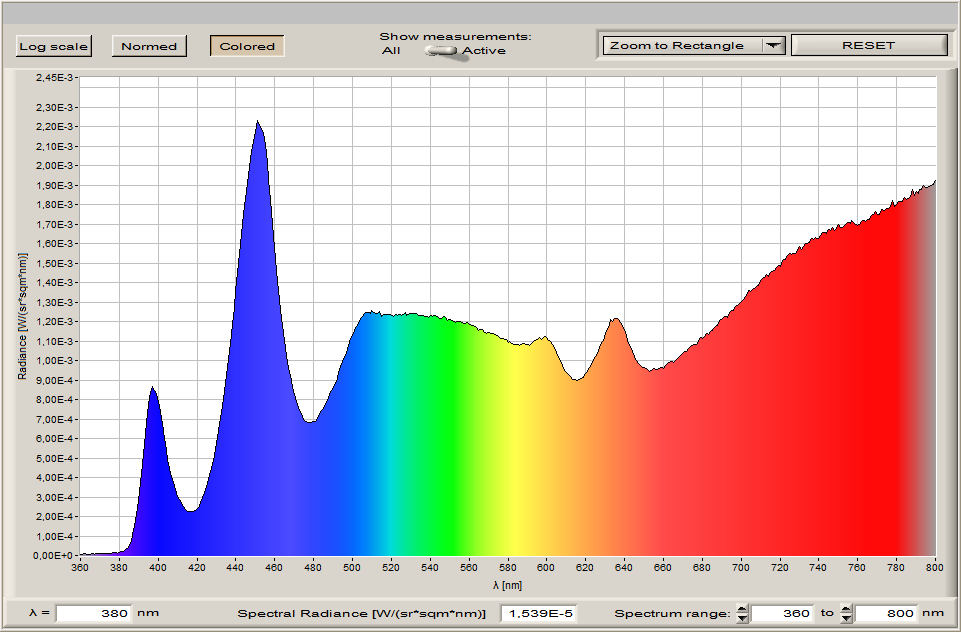 Show measurements:
Log scale Normed Colored All Active Zoom to Rectangle RESET
2,45E-3
2,30E-3
2,20E-3
2,10E-3
2,00E-3
1,90E-3
1,80E-3
1,70E-3
1,60E-3
1,50E-3
1,40E-3
1,30E-3
1,20E-3
1,10E-3
1,00E-3
9,00E-4
8,00E-4
7,00E-4
6,00E-4
5,00E-4
4,00E-4
3,00E-4
2,00E-4
1,00E-4
0,00E+0
Radiance [W/(sr*sqm*nm)]
360 380 400 420 440 460 480 500 520 540 560 580 600 620 640 660 680 700 720 740 760 780 800
λ [nm]
λ = 380 nm Spectral Radiance [W/(sr*sqm*nm)] 1,539E-5 Spectrum range: 360 to 800 nm